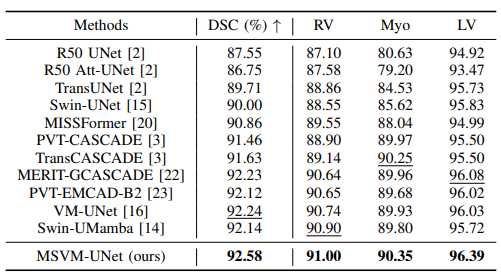 Methods DSC (%) ↑ RV Myo LV
R50 UNet [2] 87.55 87.10 80.63 94.92
R50 Att-UNet [2] 86.75 87.58 79.20 93.47
TransUNet [2] 89.71 88.86 84.53 95.73
Swin-UNet [15] 90.00 88.55 85.62 95.83
MISSFormer [20] 90.86 89.55 88.04 94.99
PVT-CASCADE [3] 91.46 88.90 89.97 95.50
TransCASCADE [3] 91.63 89.14 90.25 95.50
MERIT-GCASCADE [22] 92.23 90.64 89.96 96.08
PVT-EMCAD-B2 [23] 92.12 90.65 89.68 96.02
VM-UNet [16] 92.24 90.74 89.93 96.03
Swin-UMamba [14] 92.14 90.90 89.80 95.72
MSVM-UNet (ours) 92.58 91.00 90.35 96.39